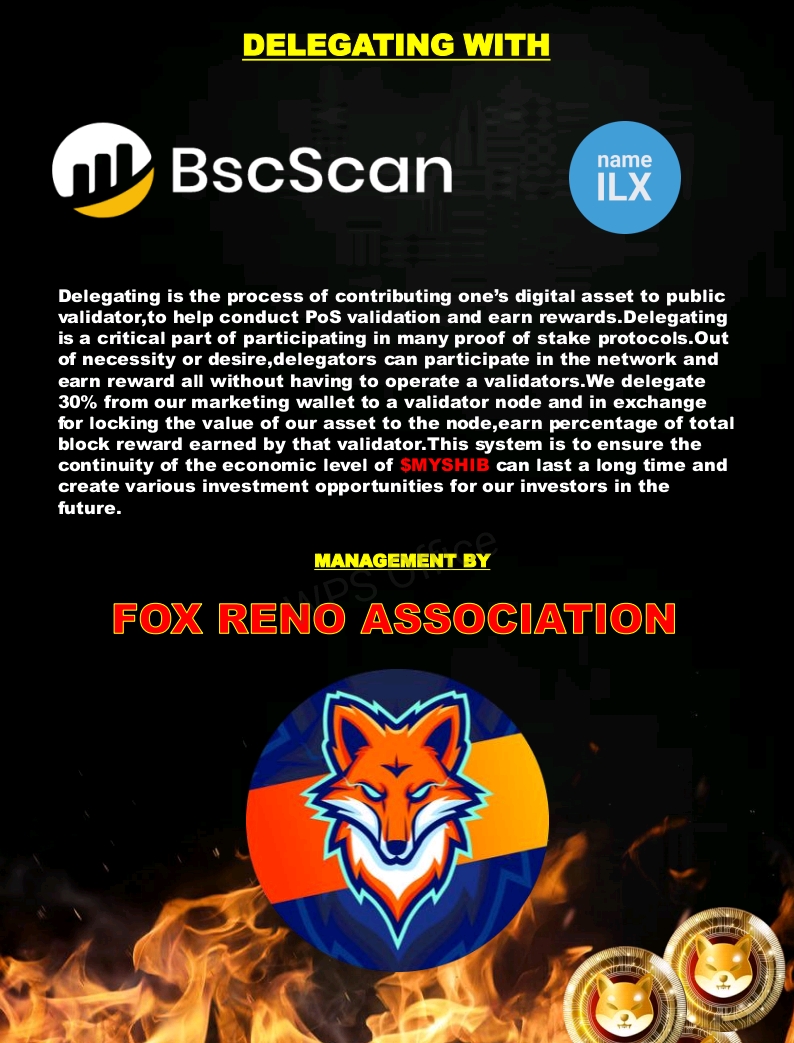 DELEGATING WITH
BscScan
name
ILX
Delegating is the process of contributing one’s digital asset to public
validator,to help conduct PoS validation and earn rewards.Delegating
is a critical part of participating in many proof of stake protocols.Out
of necessity or desire,delegators can participate in the network and
earn reward all without having to operate a validators.We delegate
30% from our marketing wallet to a validator node and in exchange
for locking the value of our asset to the node,earn percentage of total
block reward earned by that validator.This system is to ensure the
continuity of the economic level of $MYSHIB can last a long time and
create various investment opportunities for our investors in the
future.
WPS Office
MANAGEMENT BY
FOX RENO ASSOCIATION